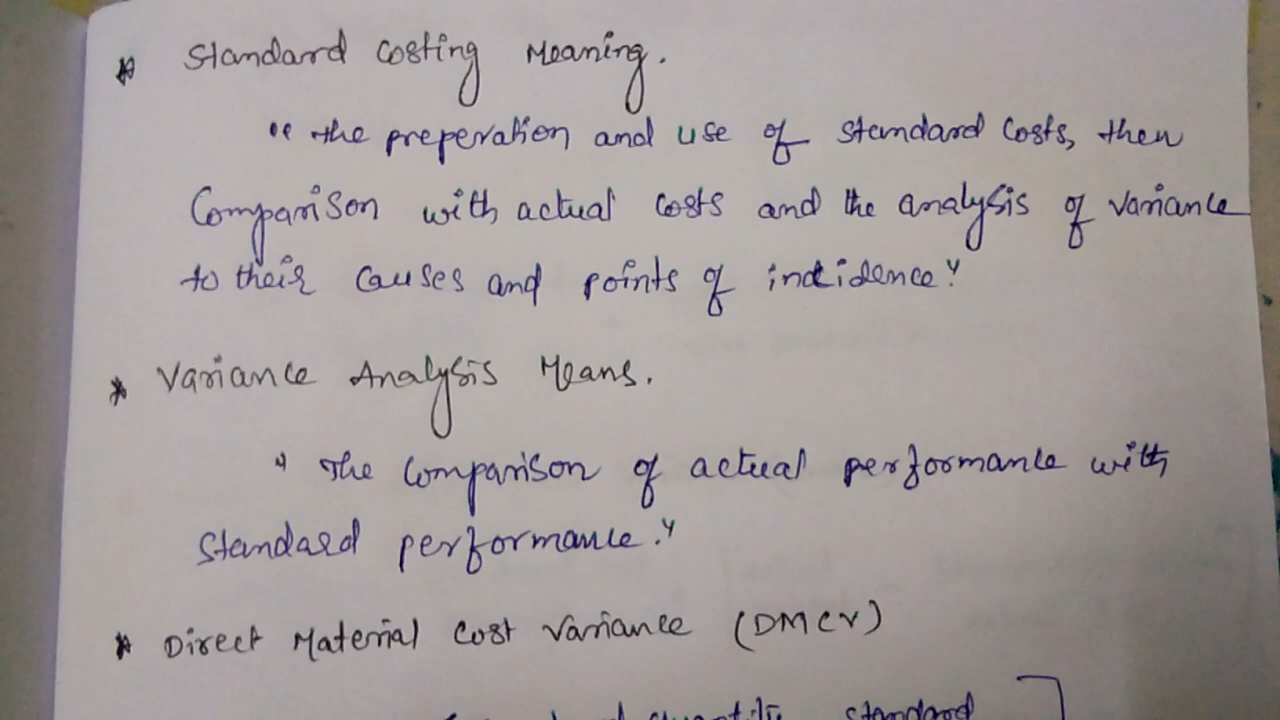 * Standard Costing Meaning.
"the preperation and use of standard Costs, then
Comparison with actual Costs and the analysis of variance
to their Causes and points of incidence"
* Variance Analysis Means.
" The Comparison of actual performance with
Standard performance."
* Direct Material Cost Variance (DMCV)
standard ]